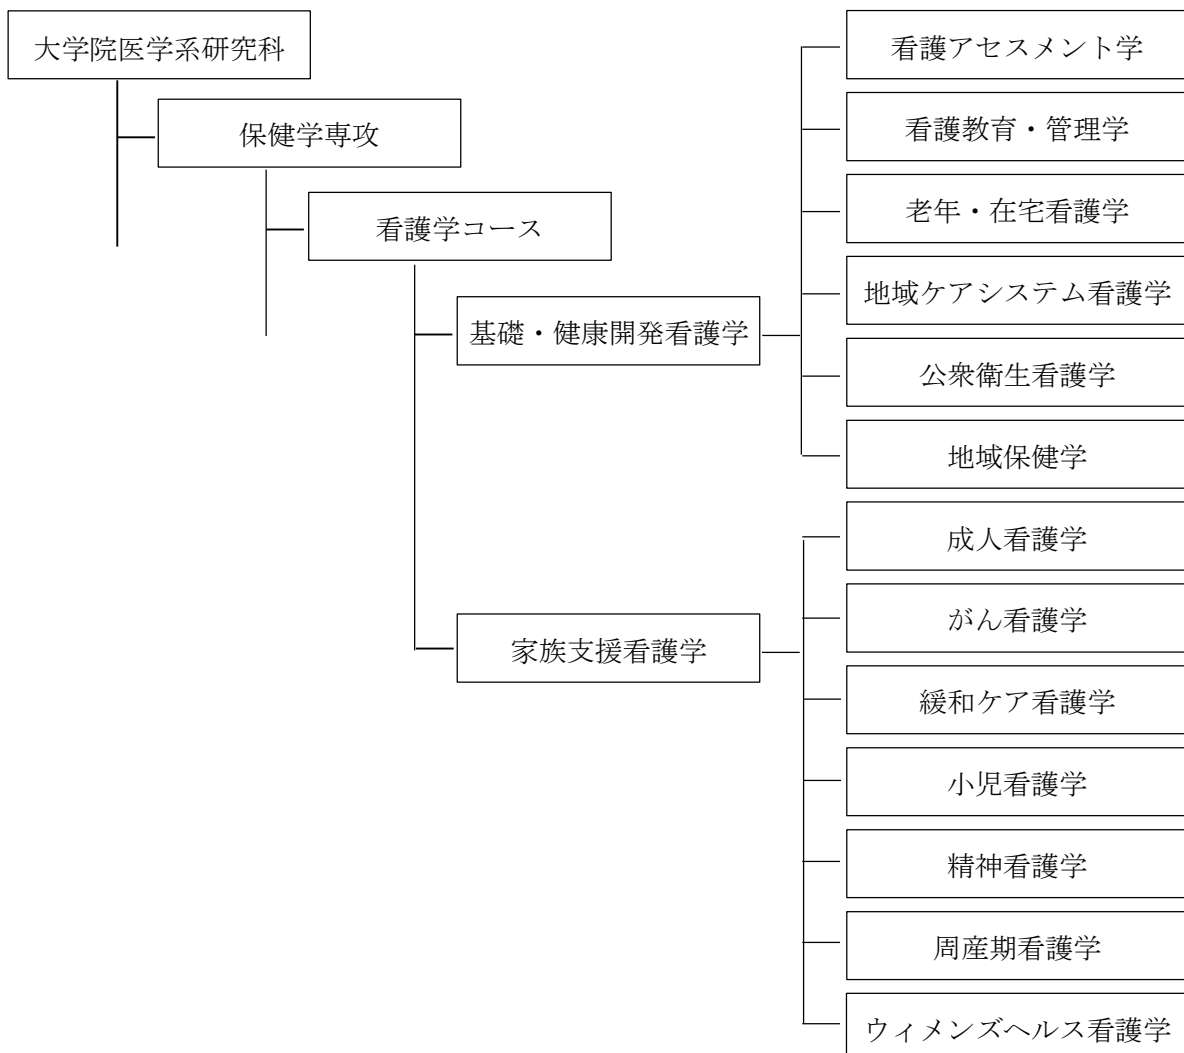 大学院医学系研究科
保健学専攻
看護学コース
基礎・健康開発看護学
看護アセスメント学
看護教育・管理学
老年・在宅看護学
地域ケアシステム看護学
公衆衛生看護学
地域保健学
家族支援看護学
成人看護学
がん看護学
緩和ケア看護学
小児看護学
精神看護学
周産期看護学
ウィメンズヘルス看護学